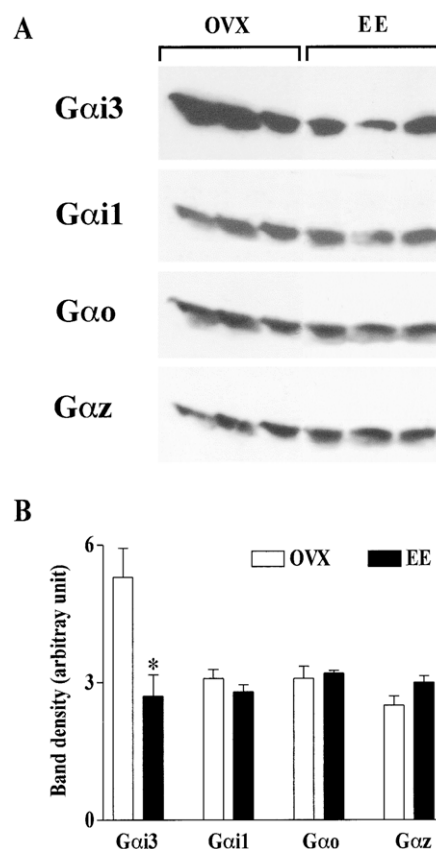 A
OVX EE
Gαi3
Gαi1
Gαo
Gαz
B
6
OVX EE
Band density (arbitray unit)
3
*
0
Gαi3 Gαi1 Gαo Gαz